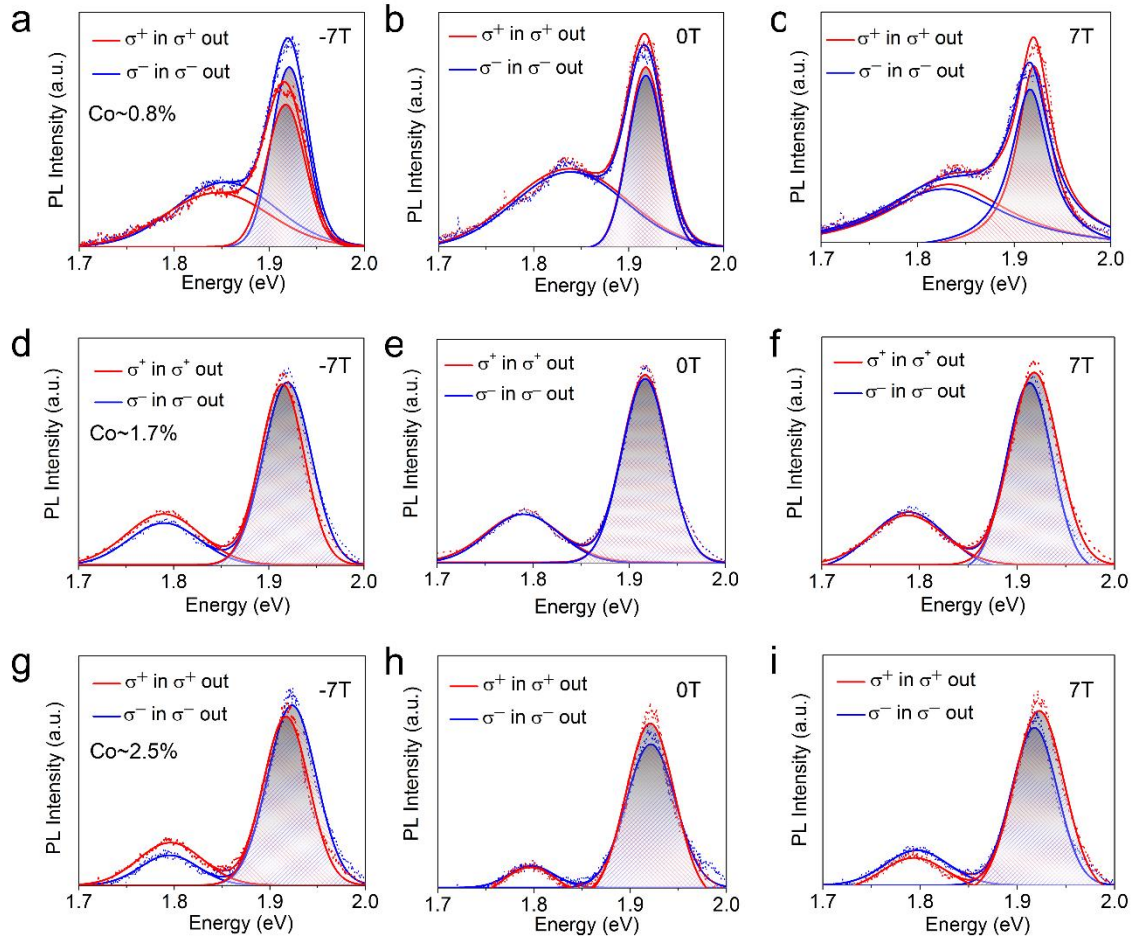 a
σ⁺ in σ⁺ out
-7T
σ⁻ in σ⁻ out
Co~0.8%
PL Intensity (a.u.)
1.7 1.8 1.9 2.0
Energy (eV)
b
σ⁺ in σ⁺ out
0T
σ⁻ in σ⁻ out
PL Intensity (a.u.)
1.7 1.8 1.9 2.0
Energy (eV)
c
σ⁺ in σ⁺ out
7T
σ⁻ in σ⁻ out
PL Intensity (a.u.)
1.7 1.8 1.9 2.0
Energy (eV)
d
σ⁺ in σ⁺ out
-7T
σ⁻ in σ⁻ out
Co~1.7%
PL Intensity (a.u.)
1.7 1.8 1.9 2.0
Energy (eV)
e
σ⁺ in σ⁺ out
0T
σ⁻ in σ⁻ out
PL Intensity (a.u.)
1.7 1.8 1.9 2.0
Energy (eV)
f
σ⁺ in σ⁺ out
7T
σ⁻ in σ⁻ out
PL Intensity (a.u.)
1.7 1.8 1.9 2.0
Energy (eV)
g
σ⁺ in σ⁺ out
-7T
σ⁻ in σ⁻ out
Co~2.5%
PL Intensity (a.u.)
1.7 1.8 1.9 2.0
Energy (eV)
h
σ⁺ in σ⁺ out
0T
σ⁻ in σ⁻ out
PL Intensity (a.u.)
1.7 1.8 1.9 2.0
Energy (eV)
i
σ⁺ in σ⁺ out
7T
σ⁻ in σ⁻ out
PL Intensity (a.u.)
1.7 1.8 1.9 2.0
Energy (eV)